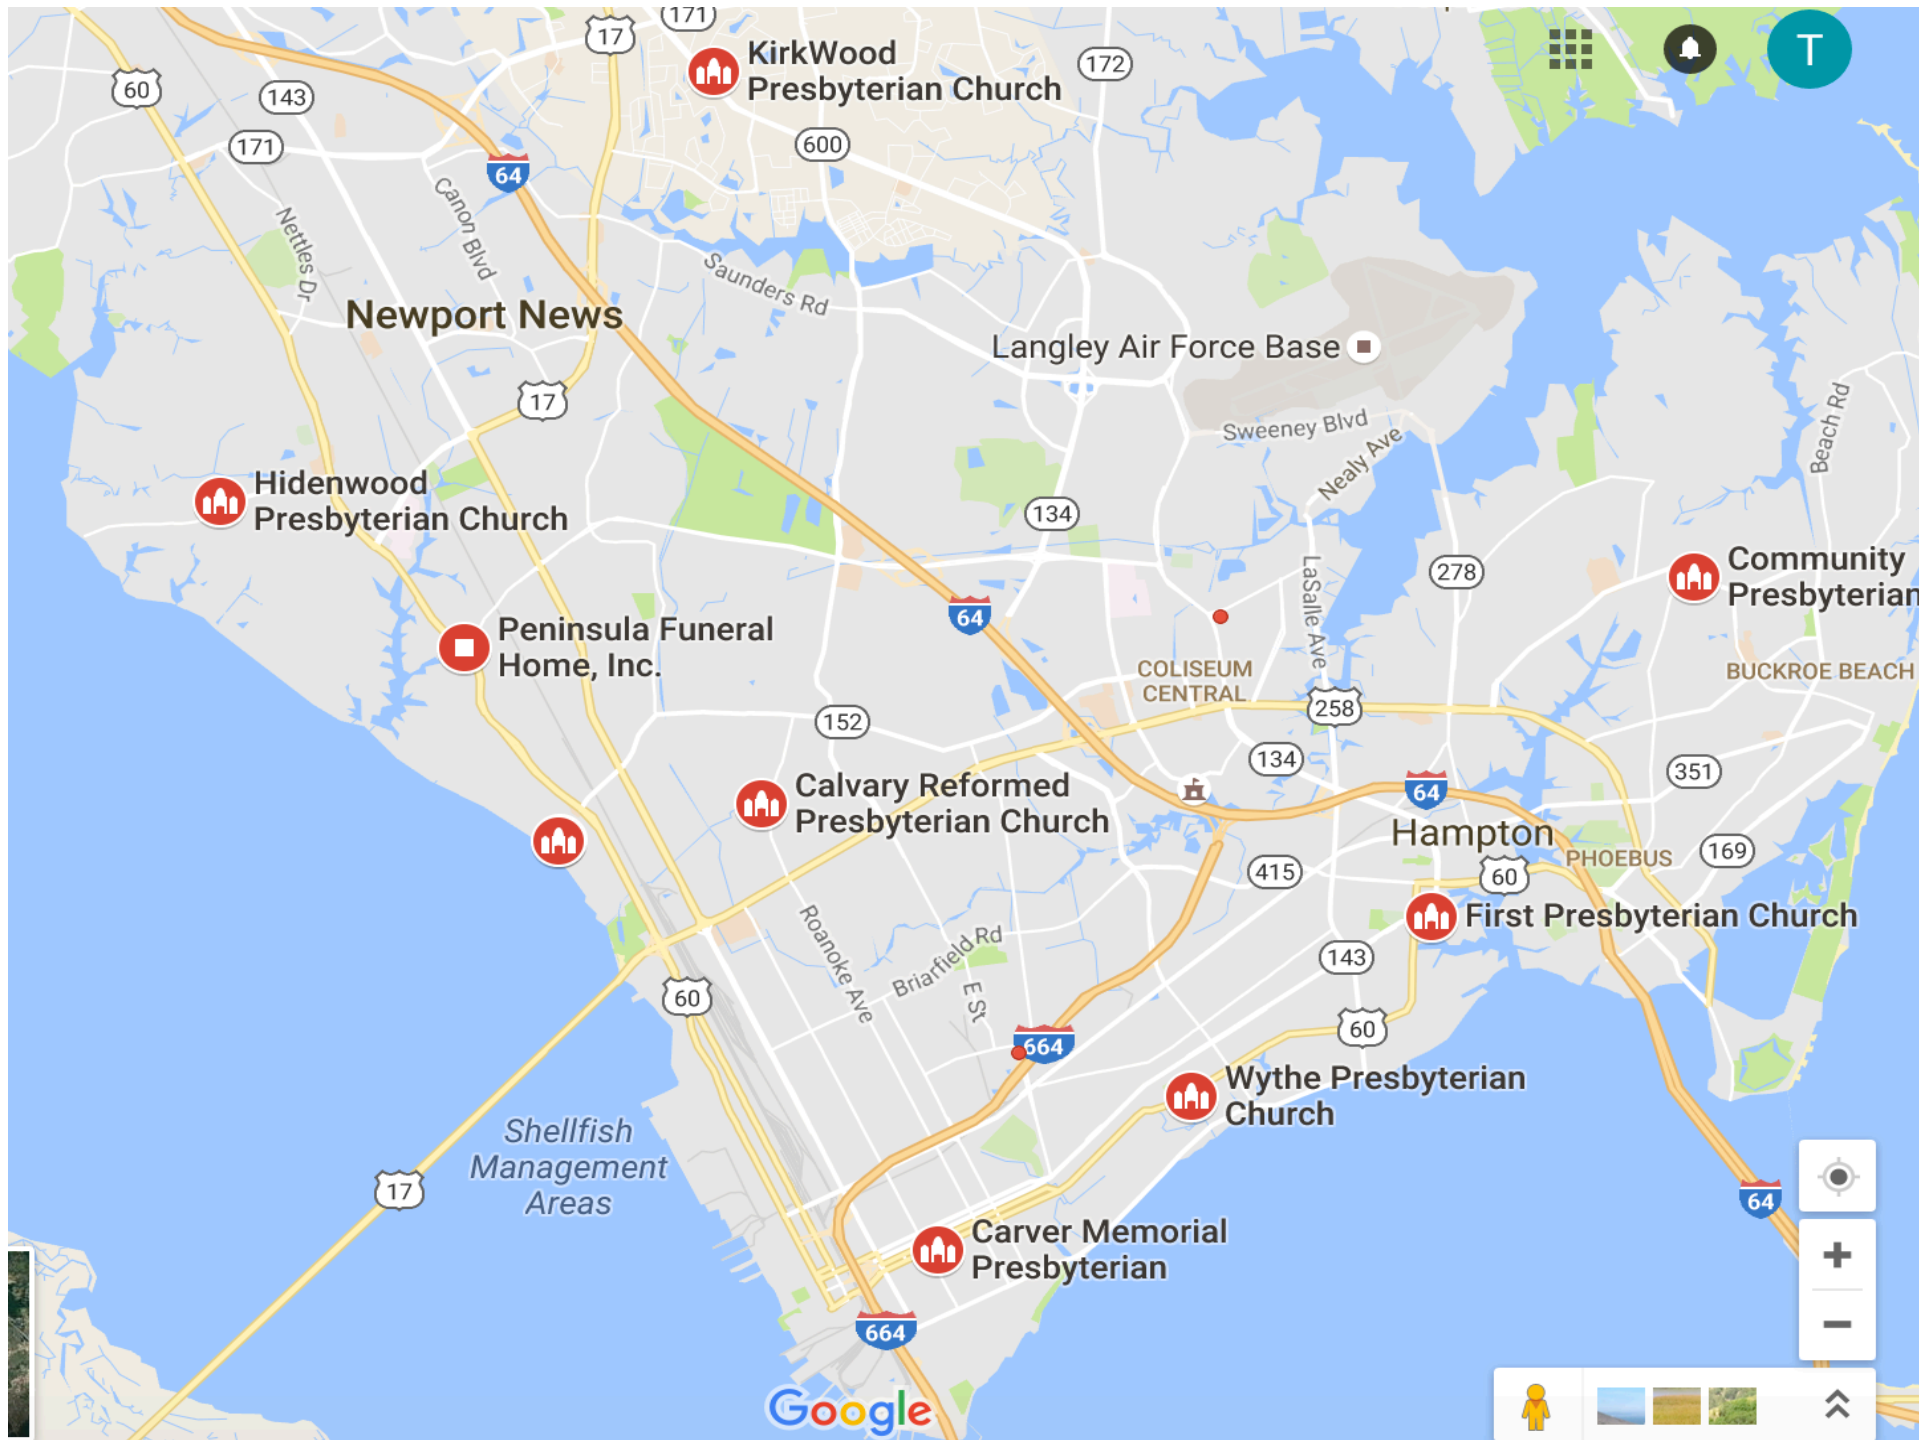 171
17
KirkWood
Presbyterian Church
172
T
60
143
171
600
64
Canon Blvd
Nettles Dr
Saunders Rd
Newport News
Langley Air Force Base
17
Sweeney Blvd
Nealy Ave
Beach Rd
Hidenwood
Presbyterian Church
134
LaSalle Ave
278
Community
Presbyterian
64
Peninsula Funeral
Home, Inc.
COLISEUM
CENTRAL
BUCKROE BEACH
258
152
134
351
64
Calvary Reformed
Presbyterian Church
Hampton
PHOEBUS
169
415
60
First Presbyterian Church
Roanoke Ave
Briarfield Rd
E St
143
60
60
664
Wythe Presbyterian
Church
Shellfish
Management
Areas
17
64
Carver Memorial
Presbyterian
+
−
664
Google